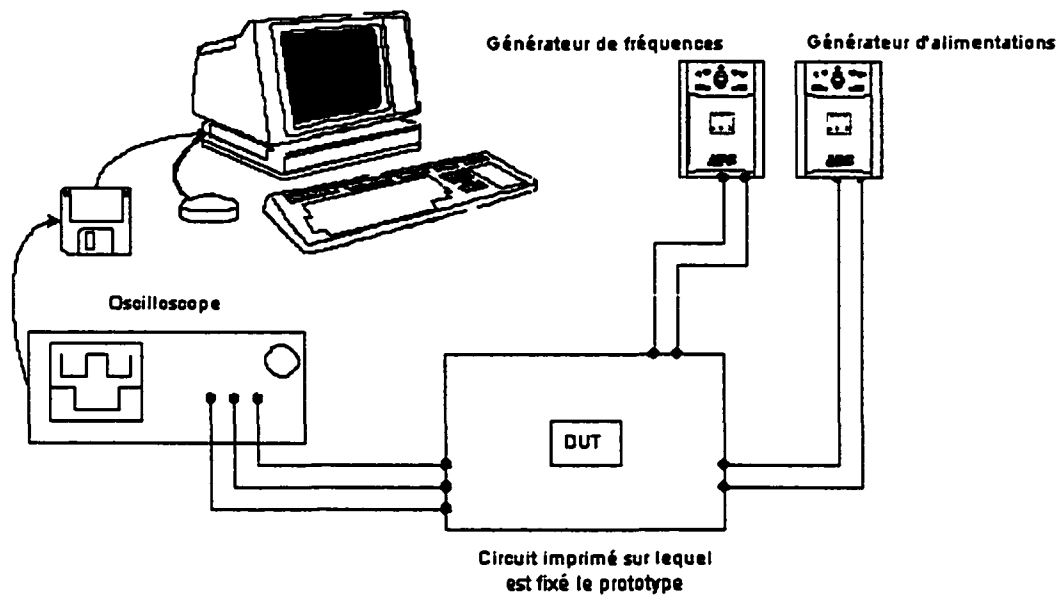 Générateur de fréquences
Générateur d'alimentations
Oscilloscope
DUT
Circuit imprimé sur lequel
est fixé le prototype